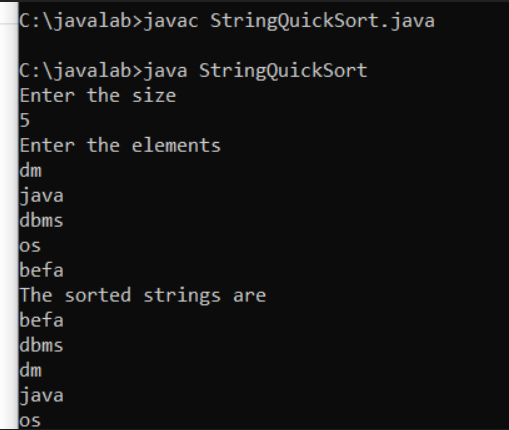 C:\javalab>javac StringQuickSort.java
C:\javalab>java StringQuickSort
Enter the size
5
Enter the elements
dm
java
dbms
os
befa
The sorted strings are
befa
dbms
dm
java
os